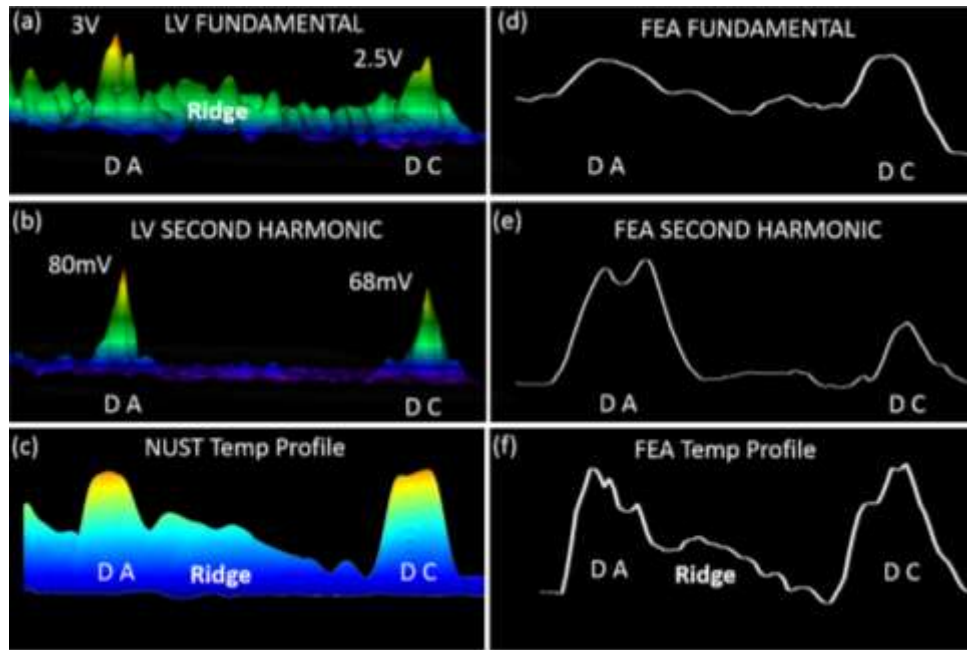 (a) LV FUNDAMENTAL
3V
2.5V
Ridge
D A D C
(b) LV SECOND HARMONIC
80mV
68mV
D A D C
(c) NUST Temp Profile
D A Ridge D C
(d) FEA FUNDAMENTAL
D A D C
(e) FEA SECOND HARMONIC
D A D C
(f) FEA Temp Profile
D A Ridge D C